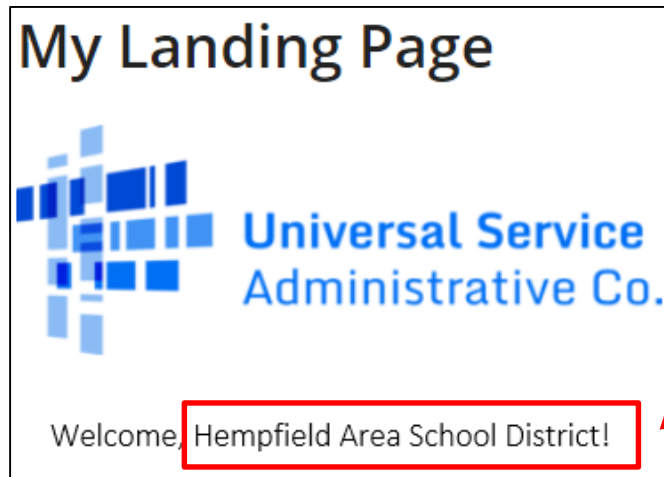 My Landing Page
Universal Service
Administrative Co.
Welcome, Hempfield Area School District!